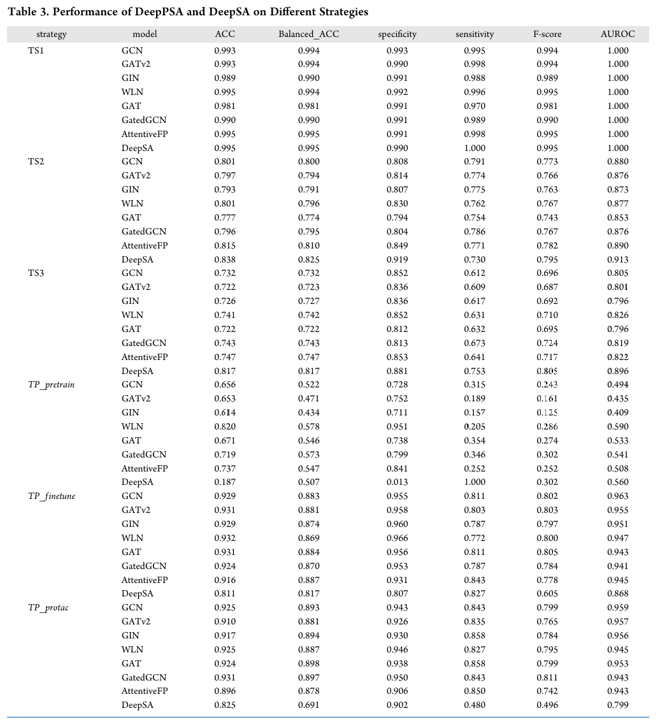 Table 3. Performance of DeepPSA and DeepSA on Different Strategies
strategy model ACC Balanced_ACC specificity sensitivity F-score AUROC
TS1 GCN 0.993 0.994 0.993 0.995 0.994 1.000
GATv2 0.993 0.994 0.990 0.998 0.994 1.000
GIN 0.989 0.990 0.991 0.988 0.989 1.000
WLN 0.995 0.994 0.992 0.996 0.995 1.000
GAT 0.981 0.981 0.991 0.970 0.981 1.000
GatedGCN 0.990 0.990 0.991 0.989 0.990 1.000
AttentiveFP 0.995 0.995 0.991 0.998 0.995 1.000
DeepSA 0.995 0.995 0.990 1.000 0.995 1.000
TS2 GCN 0.801 0.800 0.808 0.791 0.773 0.880
GATv2 0.797 0.794 0.814 0.774 0.766 0.876
GIN 0.793 0.791 0.807 0.775 0.763 0.873
WLN 0.801 0.796 0.830 0.762 0.767 0.877
GAT 0.777 0.774 0.794 0.754 0.743 0.853
GatedGCN 0.796 0.795 0.804 0.786 0.767 0.876
AttentiveFP 0.815 0.810 0.849 0.771 0.782 0.890
DeepSA 0.838 0.825 0.919 0.730 0.795 0.913
TS3 GCN 0.732 0.732 0.852 0.612 0.696 0.805
GATv2 0.722 0.723 0.836 0.609 0.687 0.801
GIN 0.726 0.727 0.836 0.617 0.692 0.796
WLN 0.741 0.742 0.852 0.631 0.710 0.826
GAT 0.722 0.722 0.812 0.632 0.695 0.796
GatedGCN 0.743 0.743 0.813 0.673 0.724 0.819
AttentiveFP 0.747 0.747 0.853 0.641 0.717 0.822
DeepSA 0.817 0.817 0.881 0.753 0.805 0.896
TP_pretrain GCN 0.656 0.522 0.728 0.315 0.243 0.494
GATv2 0.653 0.471 0.752 0.189 0.161 0.435
GIN 0.614 0.434 0.711 0.157 0.125 0.409
WLN 0.820 0.578 0.951 0.205 0.286 0.590
GAT 0.671 0.546 0.738 0.354 0.274 0.533
GatedGCN 0.719 0.573 0.799 0.346 0.302 0.541
AttentiveFP 0.737 0.547 0.841 0.252 0.252 0.508
DeepSA 0.187 0.507 0.013 1.000 0.302 0.560
TP_finetune GCN 0.929 0.883 0.955 0.811 0.802 0.963
GATv2 0.931 0.881 0.958 0.803 0.803 0.955
GIN 0.929 0.874 0.960 0.787 0.797 0.951
WLN 0.932 0.869 0.966 0.772 0.800 0.947
GAT 0.931 0.884 0.956 0.811 0.805 0.943
GatedGCN 0.924 0.870 0.953 0.787 0.784 0.941
AttentiveFP 0.916 0.887 0.931 0.843 0.778 0.945
DeepSA 0.811 0.817 0.807 0.827 0.605 0.868
TP_protac GCN 0.925 0.893 0.943 0.843 0.799 0.959
GATv2 0.910 0.881 0.926 0.835 0.765 0.957
GIN 0.917 0.894 0.930 0.858 0.784 0.956
WLN 0.925 0.887 0.946 0.827 0.795 0.945
GAT 0.924 0.898 0.938 0.858 0.799 0.953
GatedGCN 0.931 0.897 0.950 0.843 0.811 0.943
AttentiveFP 0.896 0.878 0.906 0.850 0.742 0.943
DeepSA 0.825 0.691 0.902 0.480 0.496 0.799